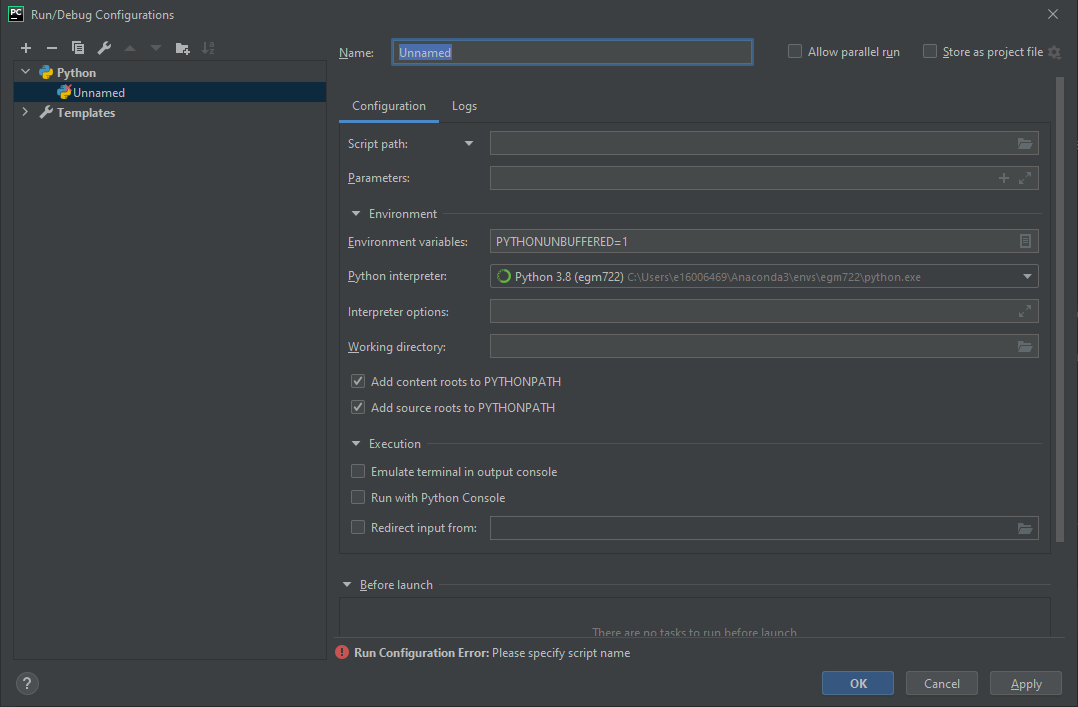 PC
Run/Debug Configurations
Python
Unnamed
Templates
Name: Unnamed
Allow parallel run
Store as project file
Configuration
Logs
Script path:
Parameters:
Environment
Environment variables: PYTHONUNBUFFERED=1
Python interpreter: Python 3.8 (egm722) C:\Users\e16006469\Anaconda3\envs\egm722\python.exe
Interpreter options:
Working directory:
Add content roots to PYTHONPATH
Add source roots to PYTHONPATH
Execution
Emulate terminal in output console
Run with Python Console
Redirect input from:
Before launch
There are no tasks to run before launch
Run Configuration Error: Please specify script name
?
OK
Cancel
Apply